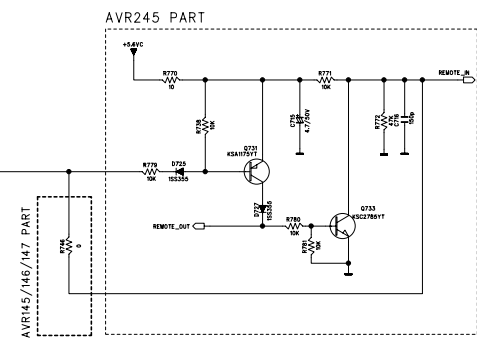 AVR245 PART
+5.6VC
R770
10
R771
10K
REMOTE_IN
R738
10K
C715
4.7/50V
R772
47K
C716
150p
Q731
KSA1175YT
R779
10K
D725
1SS355
D727
1SS355
REMOTE_OUT
R780
10K
R781
10K
Q733
KSC2785YT
AVR145/146/147 PART
R746
0